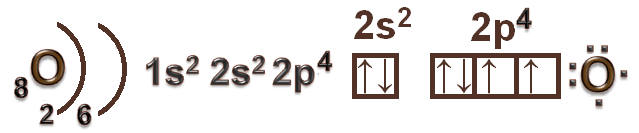 2s² 2p⁴
₈O 1s² 2s² 2p⁴ ↑↓ ↑↓ ↑ ↑ O
2 6